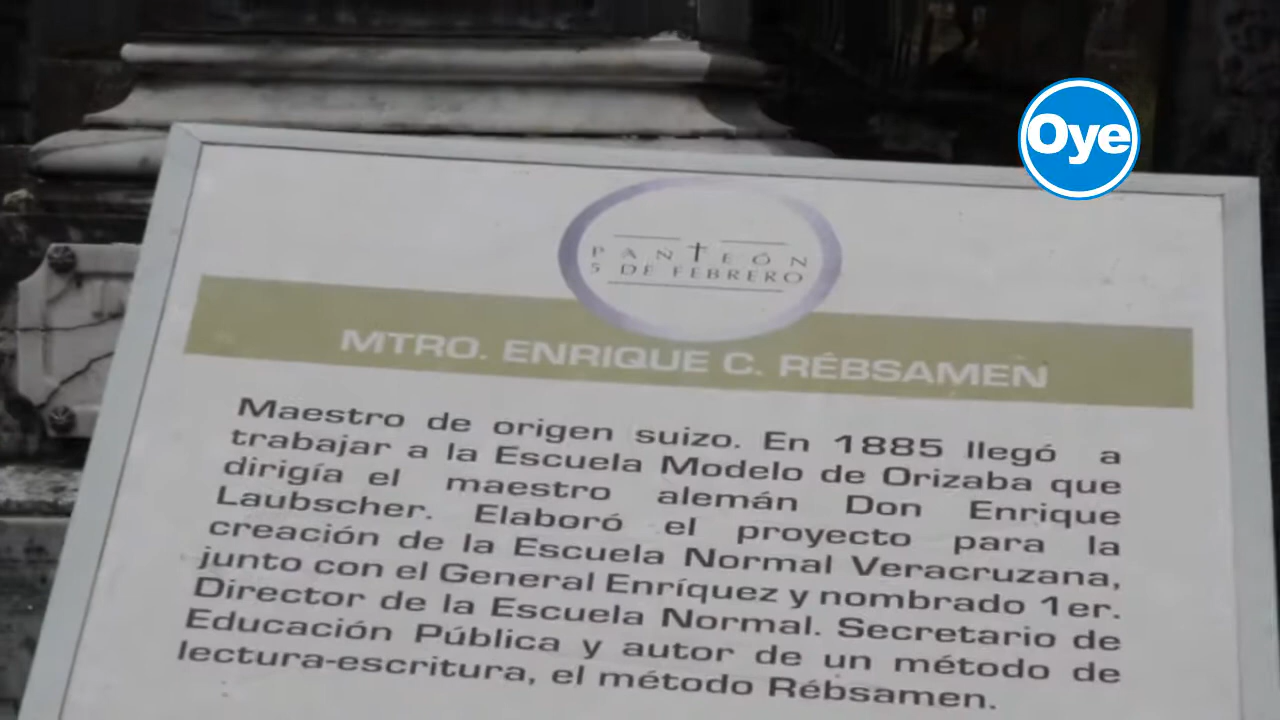 Oye
PANTEÓN
5 DE FEBRERO
MTRO. ENRIQUE C. RÉBSAMEN
Maestro de origen suizo. En 1885 llegó a
trabajar a la Escuela Modelo de Orizaba que
dirigía el maestro alemán Don Enrique
Laubscher. Elaboró el proyecto para la
creación de la Escuela Normal Veracruzana,
junto con el General Enríquez y nombrado 1er.
Director de la Escuela Normal. Secretario de
Educación Pública y autor de un método de
lectura-escritura, el método Rébsamen.